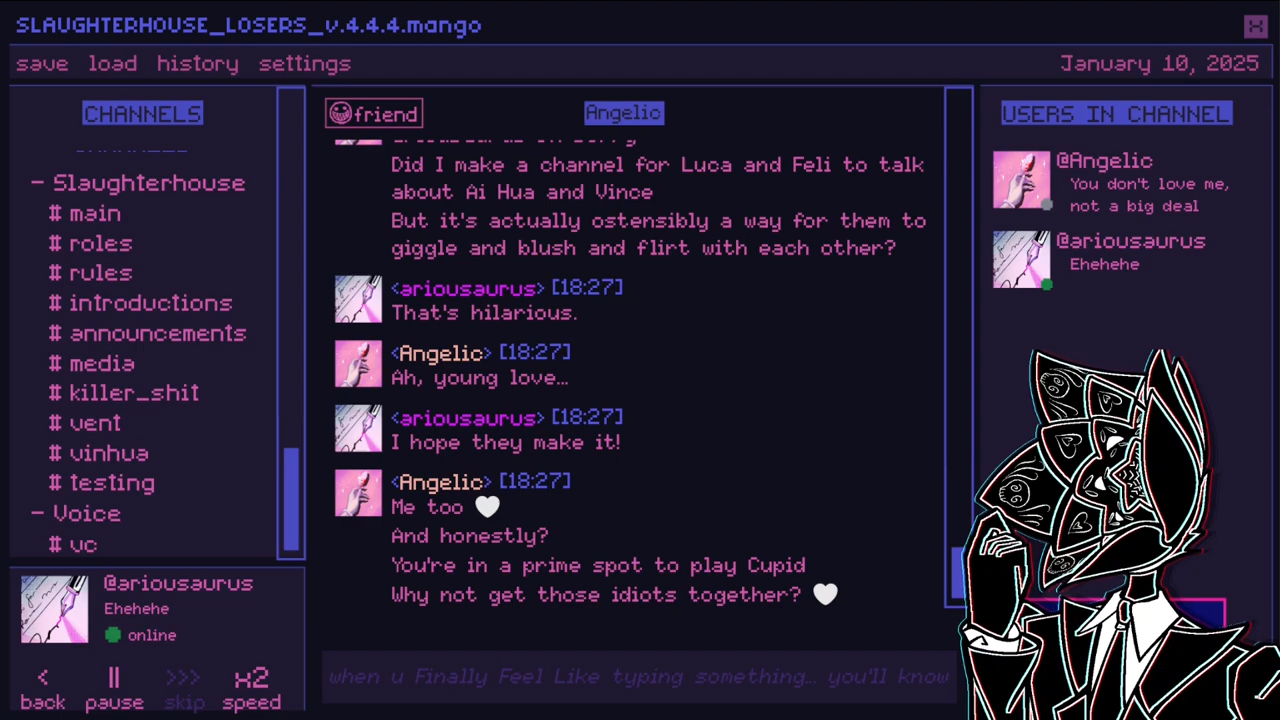 SLAUGHTERHOUSE_LOSERS_v.4.4.4.mango
x
save load history settings
January 10, 2025
CHANNELS
- Slaughterhouse
# main
# roles
# rules
# introductions
# announcements
# media
# killer_shit
# vent
# vinhua
# testing
- Voice
# vc
@ariousaurus
Ehehehe
online
< || >>> x2
back pause skip speed
friend
Angelic
Did I make a channel for Luca and Feli to talk
about Ai Hua and Vince
But it's actually ostensibly a way for them to
giggle and blush and flirt with each other?
<ariousaurus> [18:27]
That's hilarious.
<Angelic> [18:27]
Ah, young love…
<ariousaurus> [18:27]
I hope they make it!
<Angelic> [18:27]
Me too 🤍
And honestly?
You're in a prime spot to play Cupid
Why not get those idiots together? 🤍
when u Finally Feel Like typing something… you'll know
USERS IN CHANNEL
@Angelic
You don't love me,
not a big deal
@ariousaurus
Ehehehe